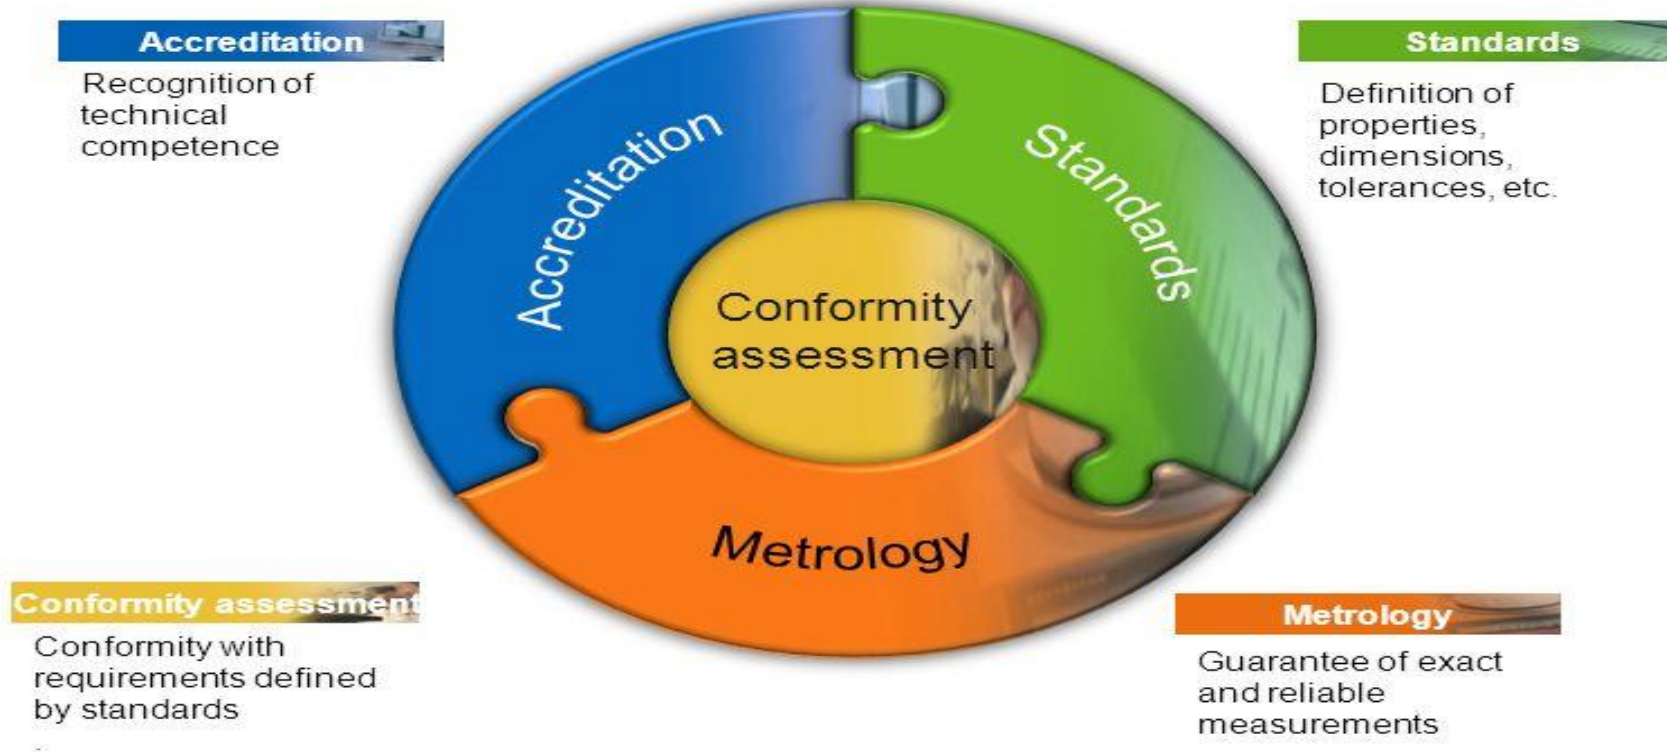 Accreditation
Recognition of
technical
competence
Standards
Definition of
properties,
dimensions,
tolerances, etc.
Accreditation
Standards
Conformity
assessment
Metrology
Conformity assessment
Conformity with
requirements defined
by standards
.
Metrology
Guarantee of exact
and reliable
measurements